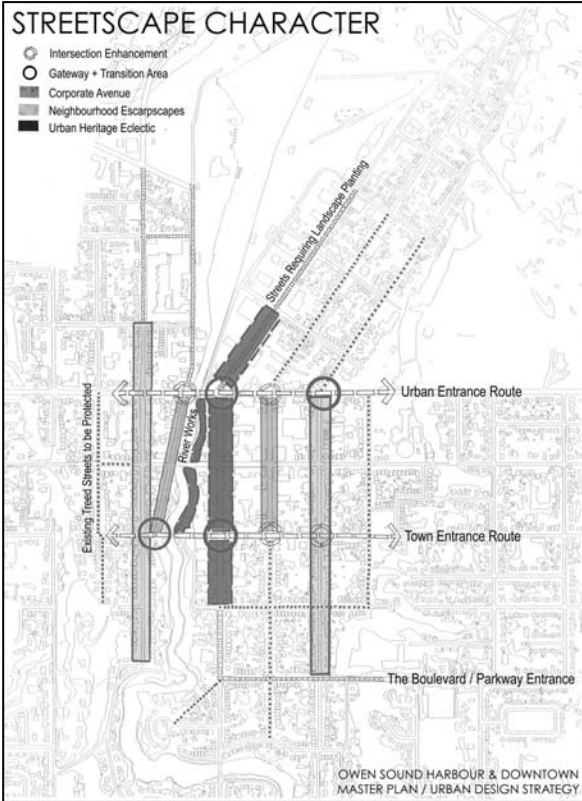 STREETSCAPE CHARACTER
Intersection Enhancement
Gateway + Transition Area
Corporate Avenue
Neighbourhood Escarpscapes
Urban Heritage Eclectic
Streets Requiring Landscape Planting
Urban Entrance Route
River Works
Existing Treed Streets to be Protected
Town Entrance Route
The Boulevard / Parkway Entrance
OWEN SOUND HARBOUR & DOWNTOWN
MASTER PLAN / URBAN DESIGN STRATEGY